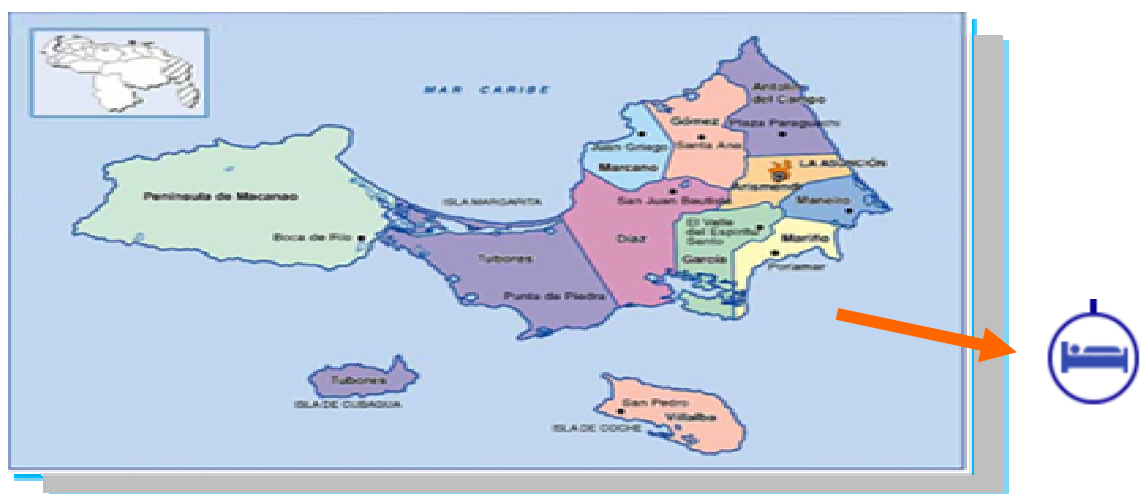 MAR CARIBE
Antolín
del Campo
Gómez
Plaza Paraguachí
Juan Griego
Santa Ana
LA ASUNCIÓN
Marcano
Arismendi
Península de Macanao
ISLA MARGARITA
San Juan Bautista
Maneiro
El Valle
del Espíritu
Santo
Boca de Río
Díaz
Mariño
Tubores
García
Porlamar
Punta de Piedra
Tubores
ISLA DE CUBAGUA
San Pedro
Villalba
ISLA DE COCHE